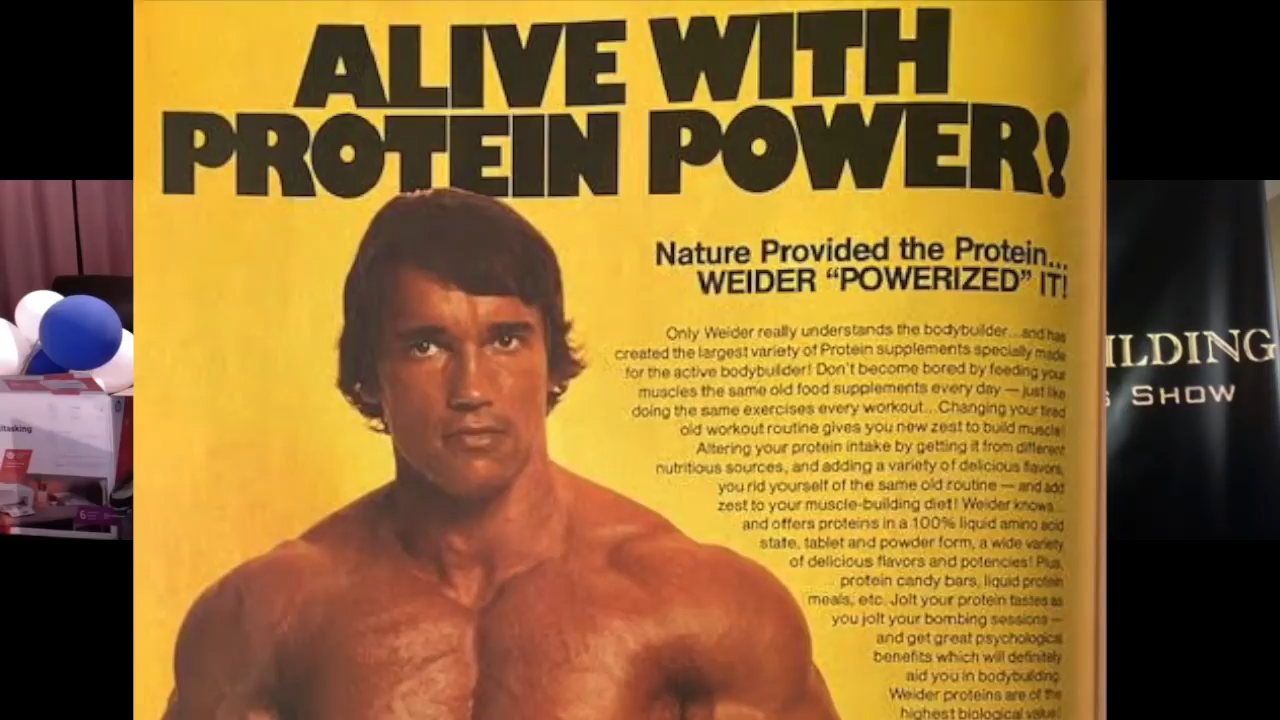 ALIVE WITH
PROTEIN POWER!
Nature Provided the Protein...
WEIDER “POWERIZED” IT!
Only Weider really understands the bodybuilder...and has
created the largest variety of Protein supplements specially made
for the active bodybuilder! Don't become bored by feeding your
muscles the same old food supplements every day — just like
doing the same exercises every workout...Changing your tired
old workout routine gives you new zest to build muscle!
Altering your protein intake by getting it from different
nutritious sources, and adding a variety of delicious flavors,
you rid yourself of the same old routine — and add
zest to your muscle-building diet! Weider knows...
and offers proteins in a 100% liquid amino acid
state, tablet and powder form, a wide variety
of delicious flavors and potencies! Plus,
protein candy bars, liquid protein
meals, etc. Jolt your protein tastes as
you jolt your bombing sessions —
and get great psychological
benefits which will definitely
aid you in bodybuilding.
Weider proteins are of the
highest biological value!
itasking
6
ILDING
S SHOW